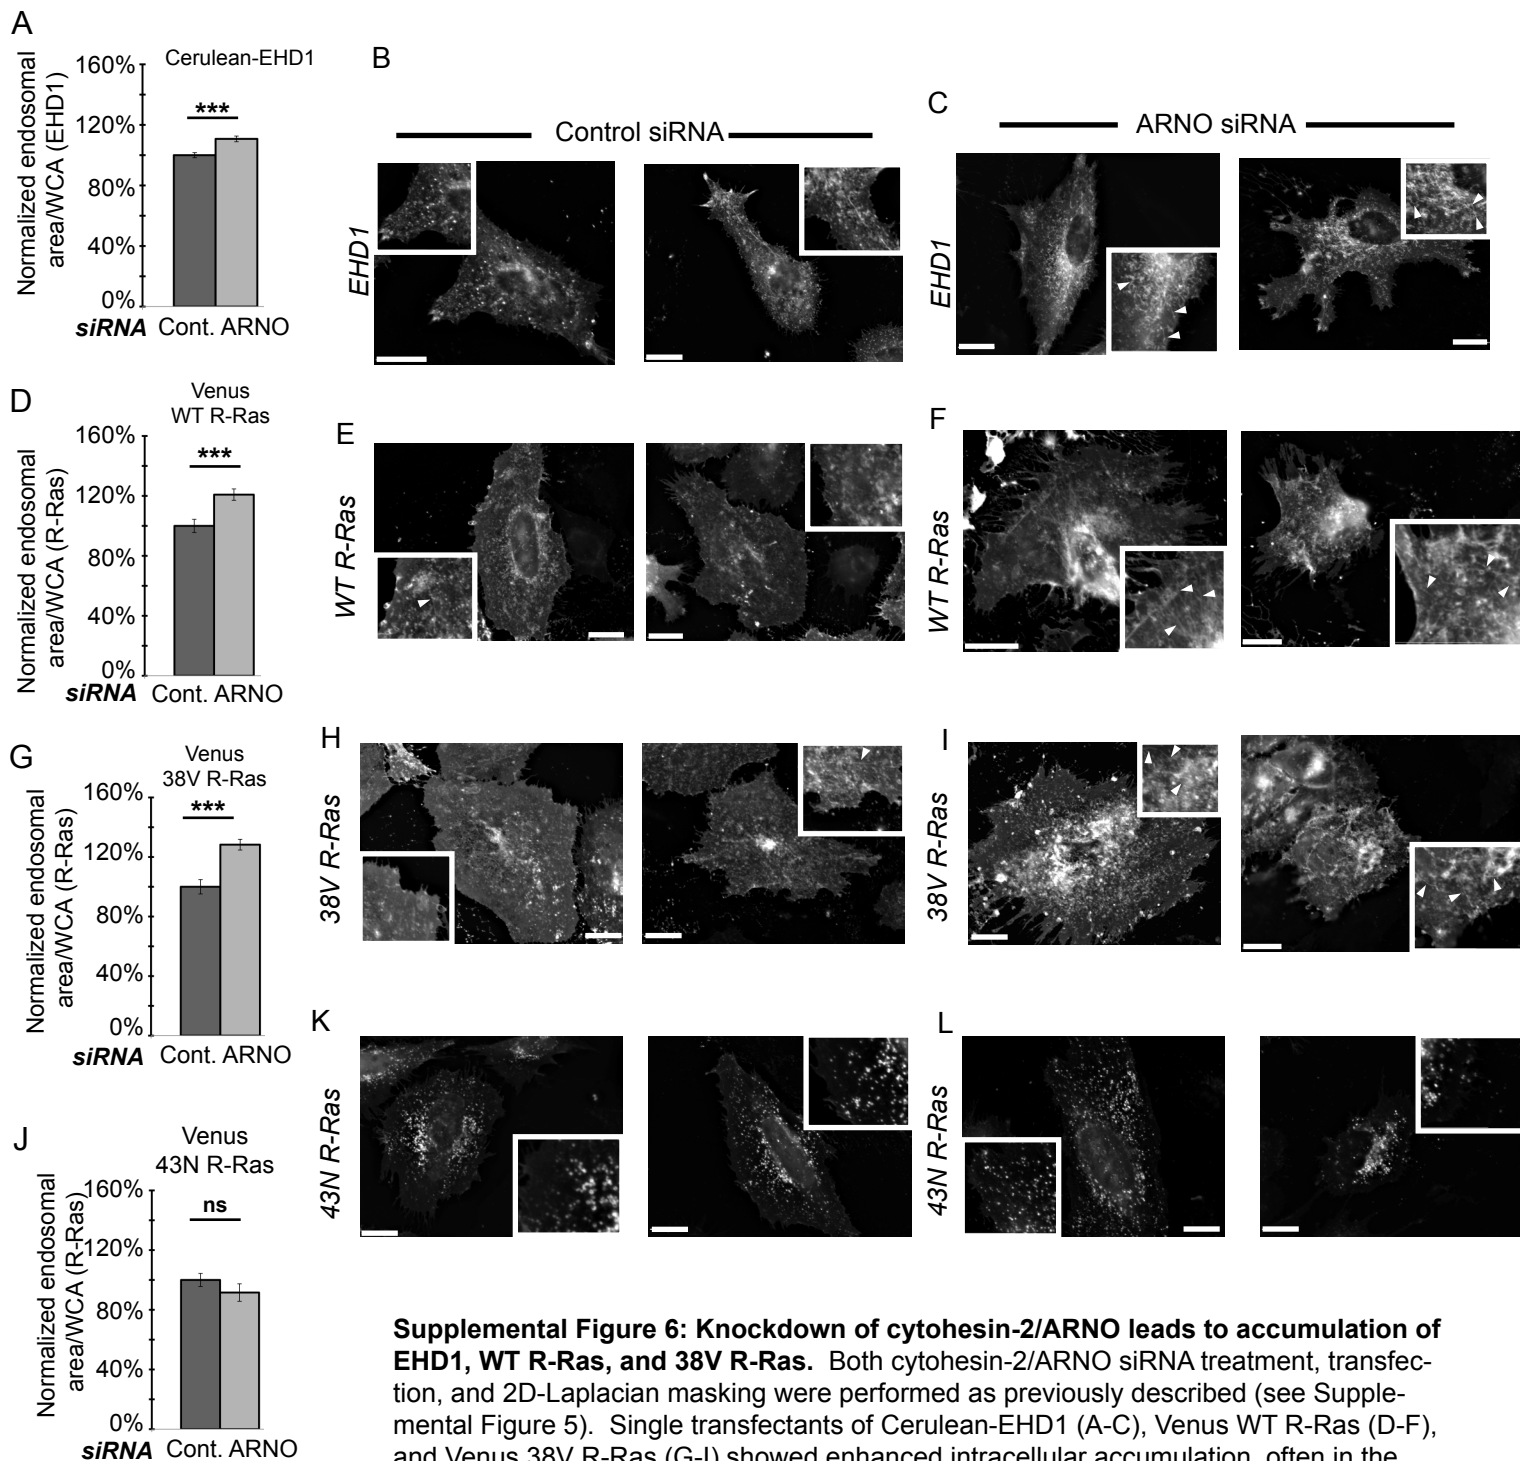 A
Cerulean-EHD1
Normalized endosomal
area/WCA (EHD1)
160%
120%
80%
40%
0%
***
siRNA Cont. ARNO
B
Control siRNA
EHD1
C
ARNO siRNA
EHD1
D
Venus
WT R-Ras
Normalized endosomal
area/WCA (R-Ras)
160%
120%
80%
40%
0%
***
siRNA Cont. ARNO
E
WT R-Ras
F
WT R-Ras
G
Venus
38V R-Ras
Normalized endosomal
area/WCA (R-Ras)
160%
120%
80%
40%
0%
***
siRNA Cont. ARNO
H
38V R-Ras
I
38V R-Ras
J
Venus
43N R-Ras
Normalized endosomal
area/WCA (R-Ras)
160%
120%
80%
40%
0%
ns
siRNA Cont. ARNO
K
43N R-Ras
L
43N R-Ras
Supplemental Figure 6: Knockdown of cytohesin-2/ARNO leads to accumulation of
EHD1, WT R-Ras, and 38V R-Ras. Both cytohesin-2/ARNO siRNA treatment, transfec-
tion, and 2D-Laplacian masking were performed as previously described (see Supple-
mental Figure 5). Single transfectants of Cerulean-EHD1 (A-C), Venus WT R-Ras (D-F),
and Venus 38V R-Ras (G-I) showed enhanced intracellular accumulation, often in the